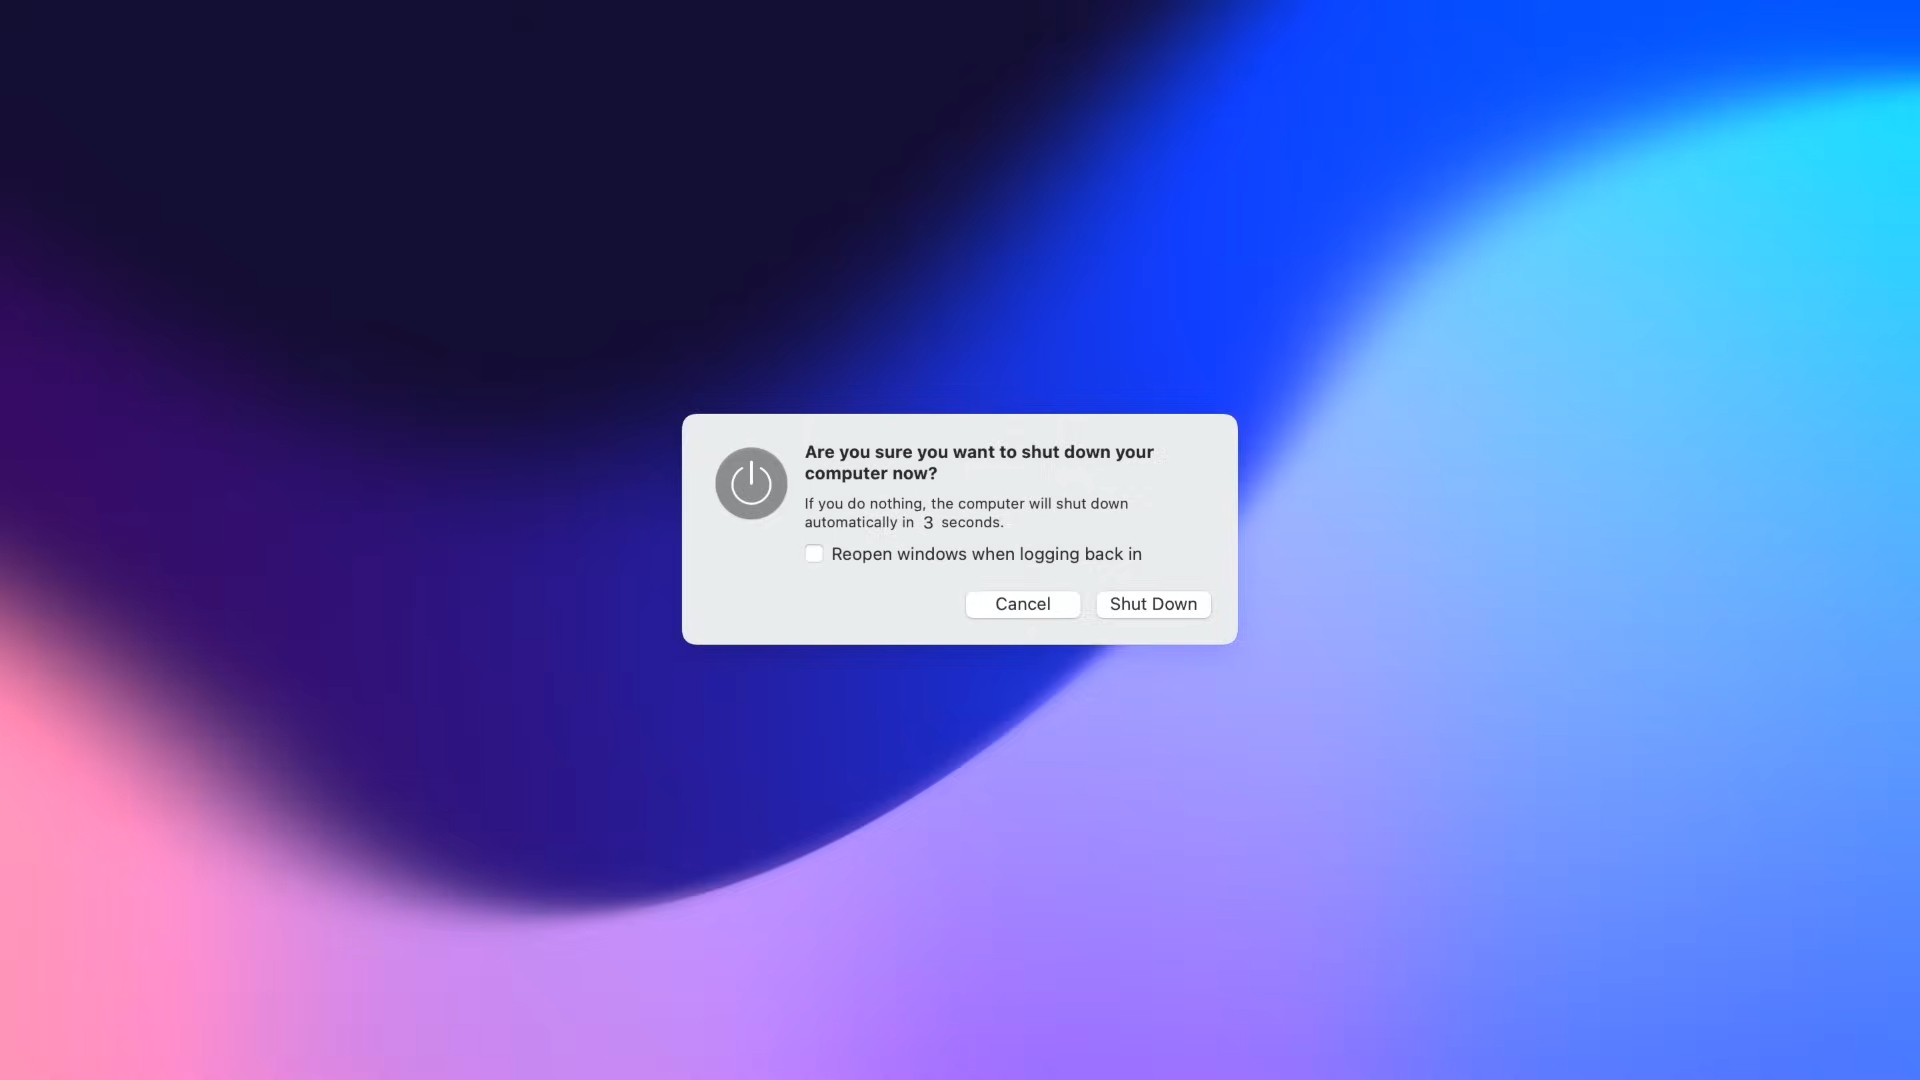 Are you sure you want to shut down your
computer now?
If you do nothing, the computer will shut down
automatically in 3 seconds.
Reopen windows when logging back in
Cancel
Shut Down